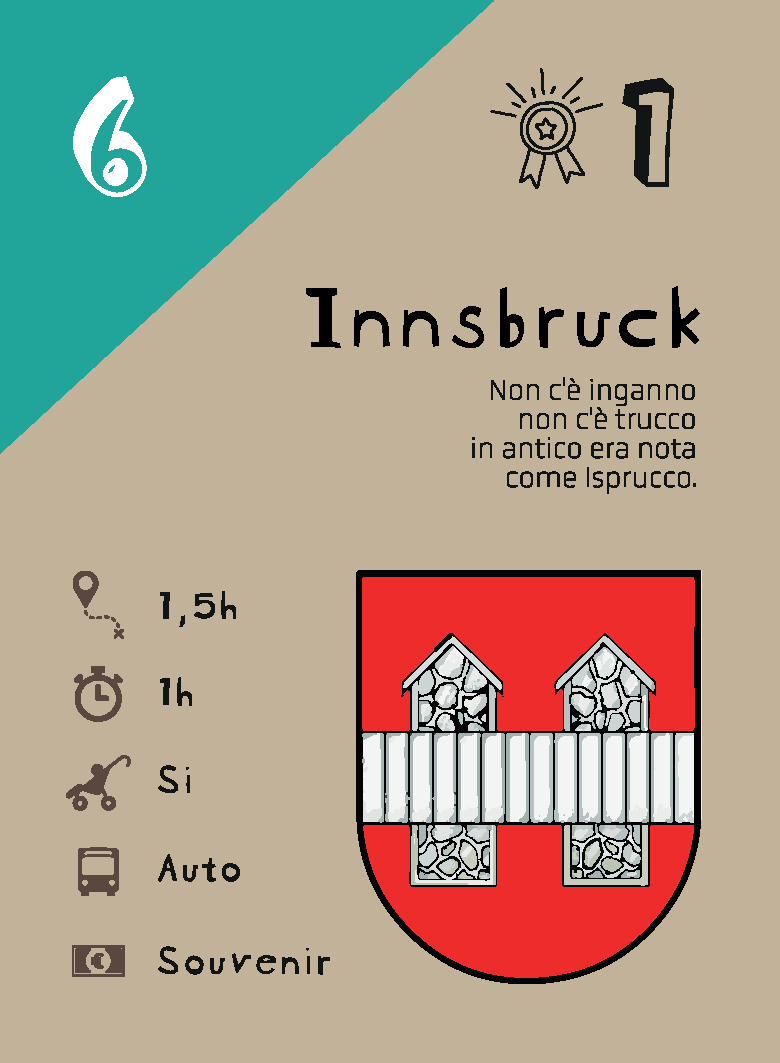 6
1
Innsbruck
Non c'è inganno
non c'è trucco
in antico era nota
come Isprucco.
1,5h
1h
Si
Auto
Souvenir